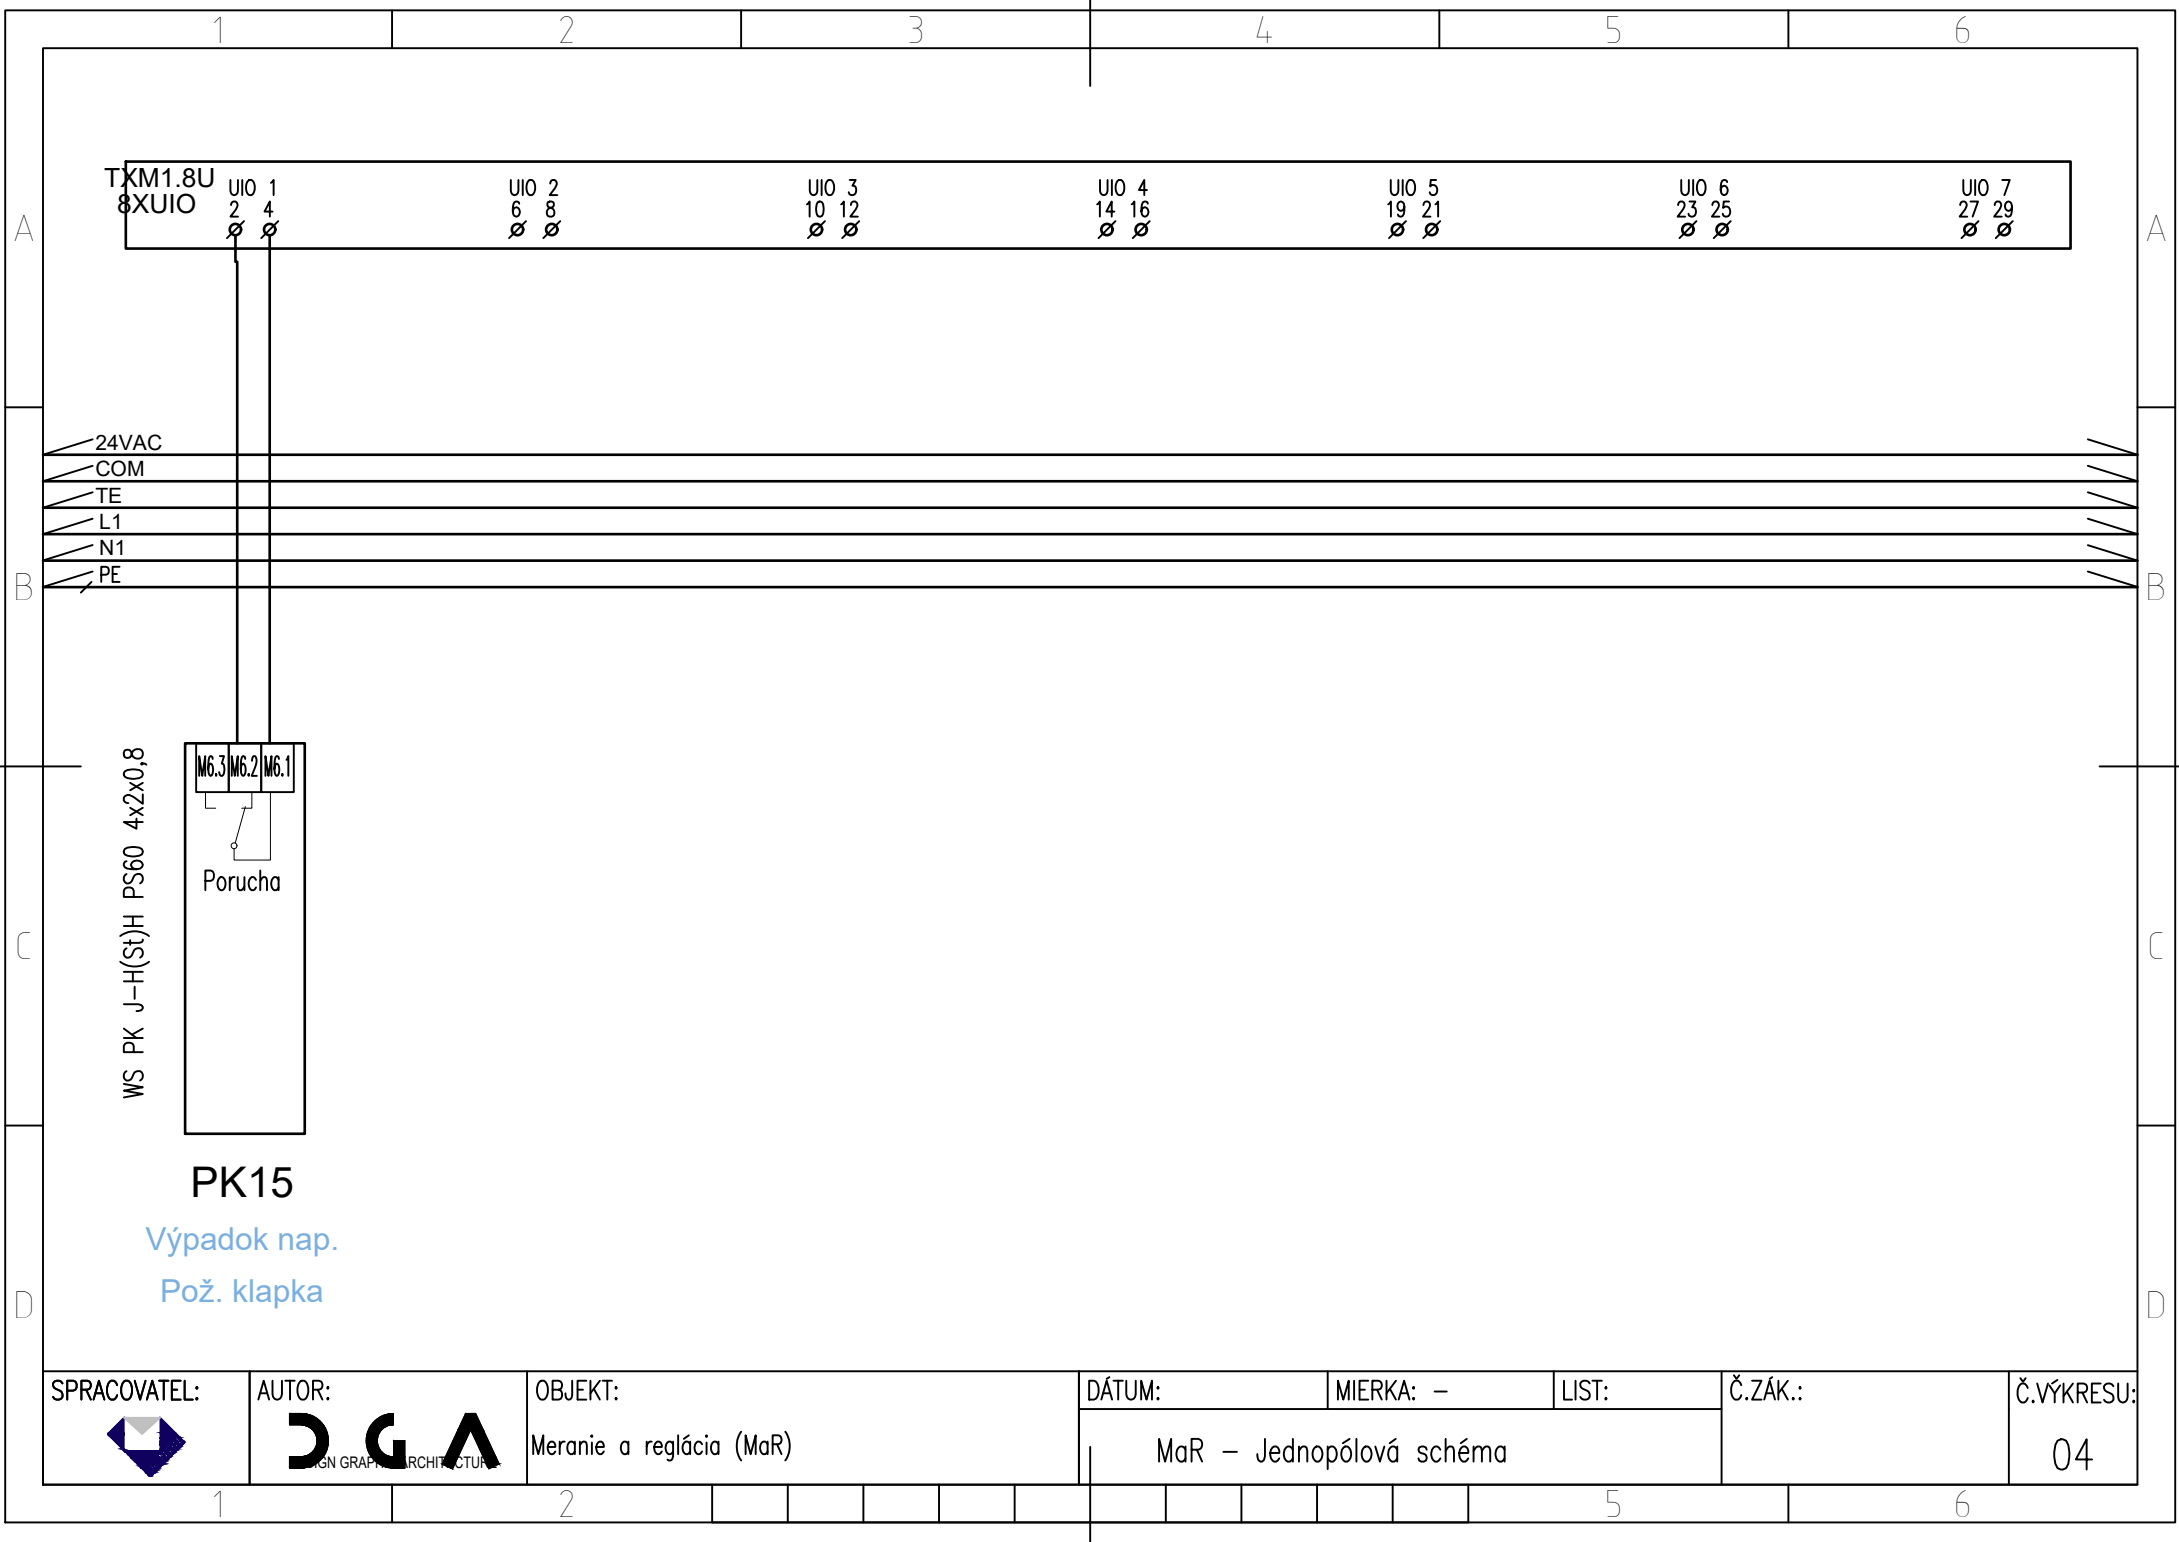 1 2 3 4 5 6
TXM1.8U
8XUIO
UIO 1 UIO 2 UIO 3 UIO 4 UIO 5 UIO 6 UIO 7
2 4 6 8 10 12 14 16 19 21 23 25 27 29
A A
24VAC
COM
TE
L1
N1
PE
B B
M6.3 M6.2 M6.1
Porucha
WS PK J-H(St)H PS60 4x2x0,8
C C
PK15
Výpadok nap.
Pož. klapka
D D
SPRACOVATEL: AUTOR: OBJEKT: DÁTUM: MIERKA: - LIST: Č.ZÁK.: Č.VÝKRESU:
DGA
Meranie a reglácia (MaR)
MaR - Jednopólová schéma
04
1 2 5 6